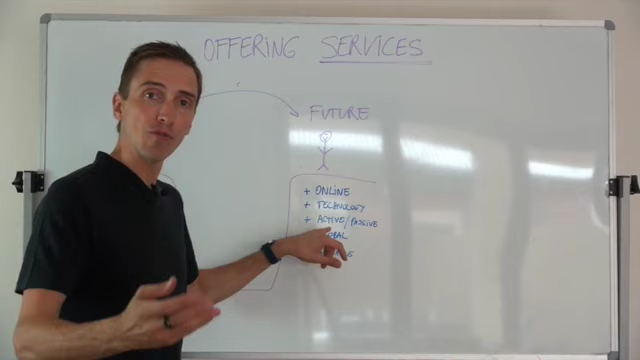 OFFERING SERVICES
FUTURE
+ ONLINE
+ TECHNOLOGY
+ ACTIVE/PASSIVE